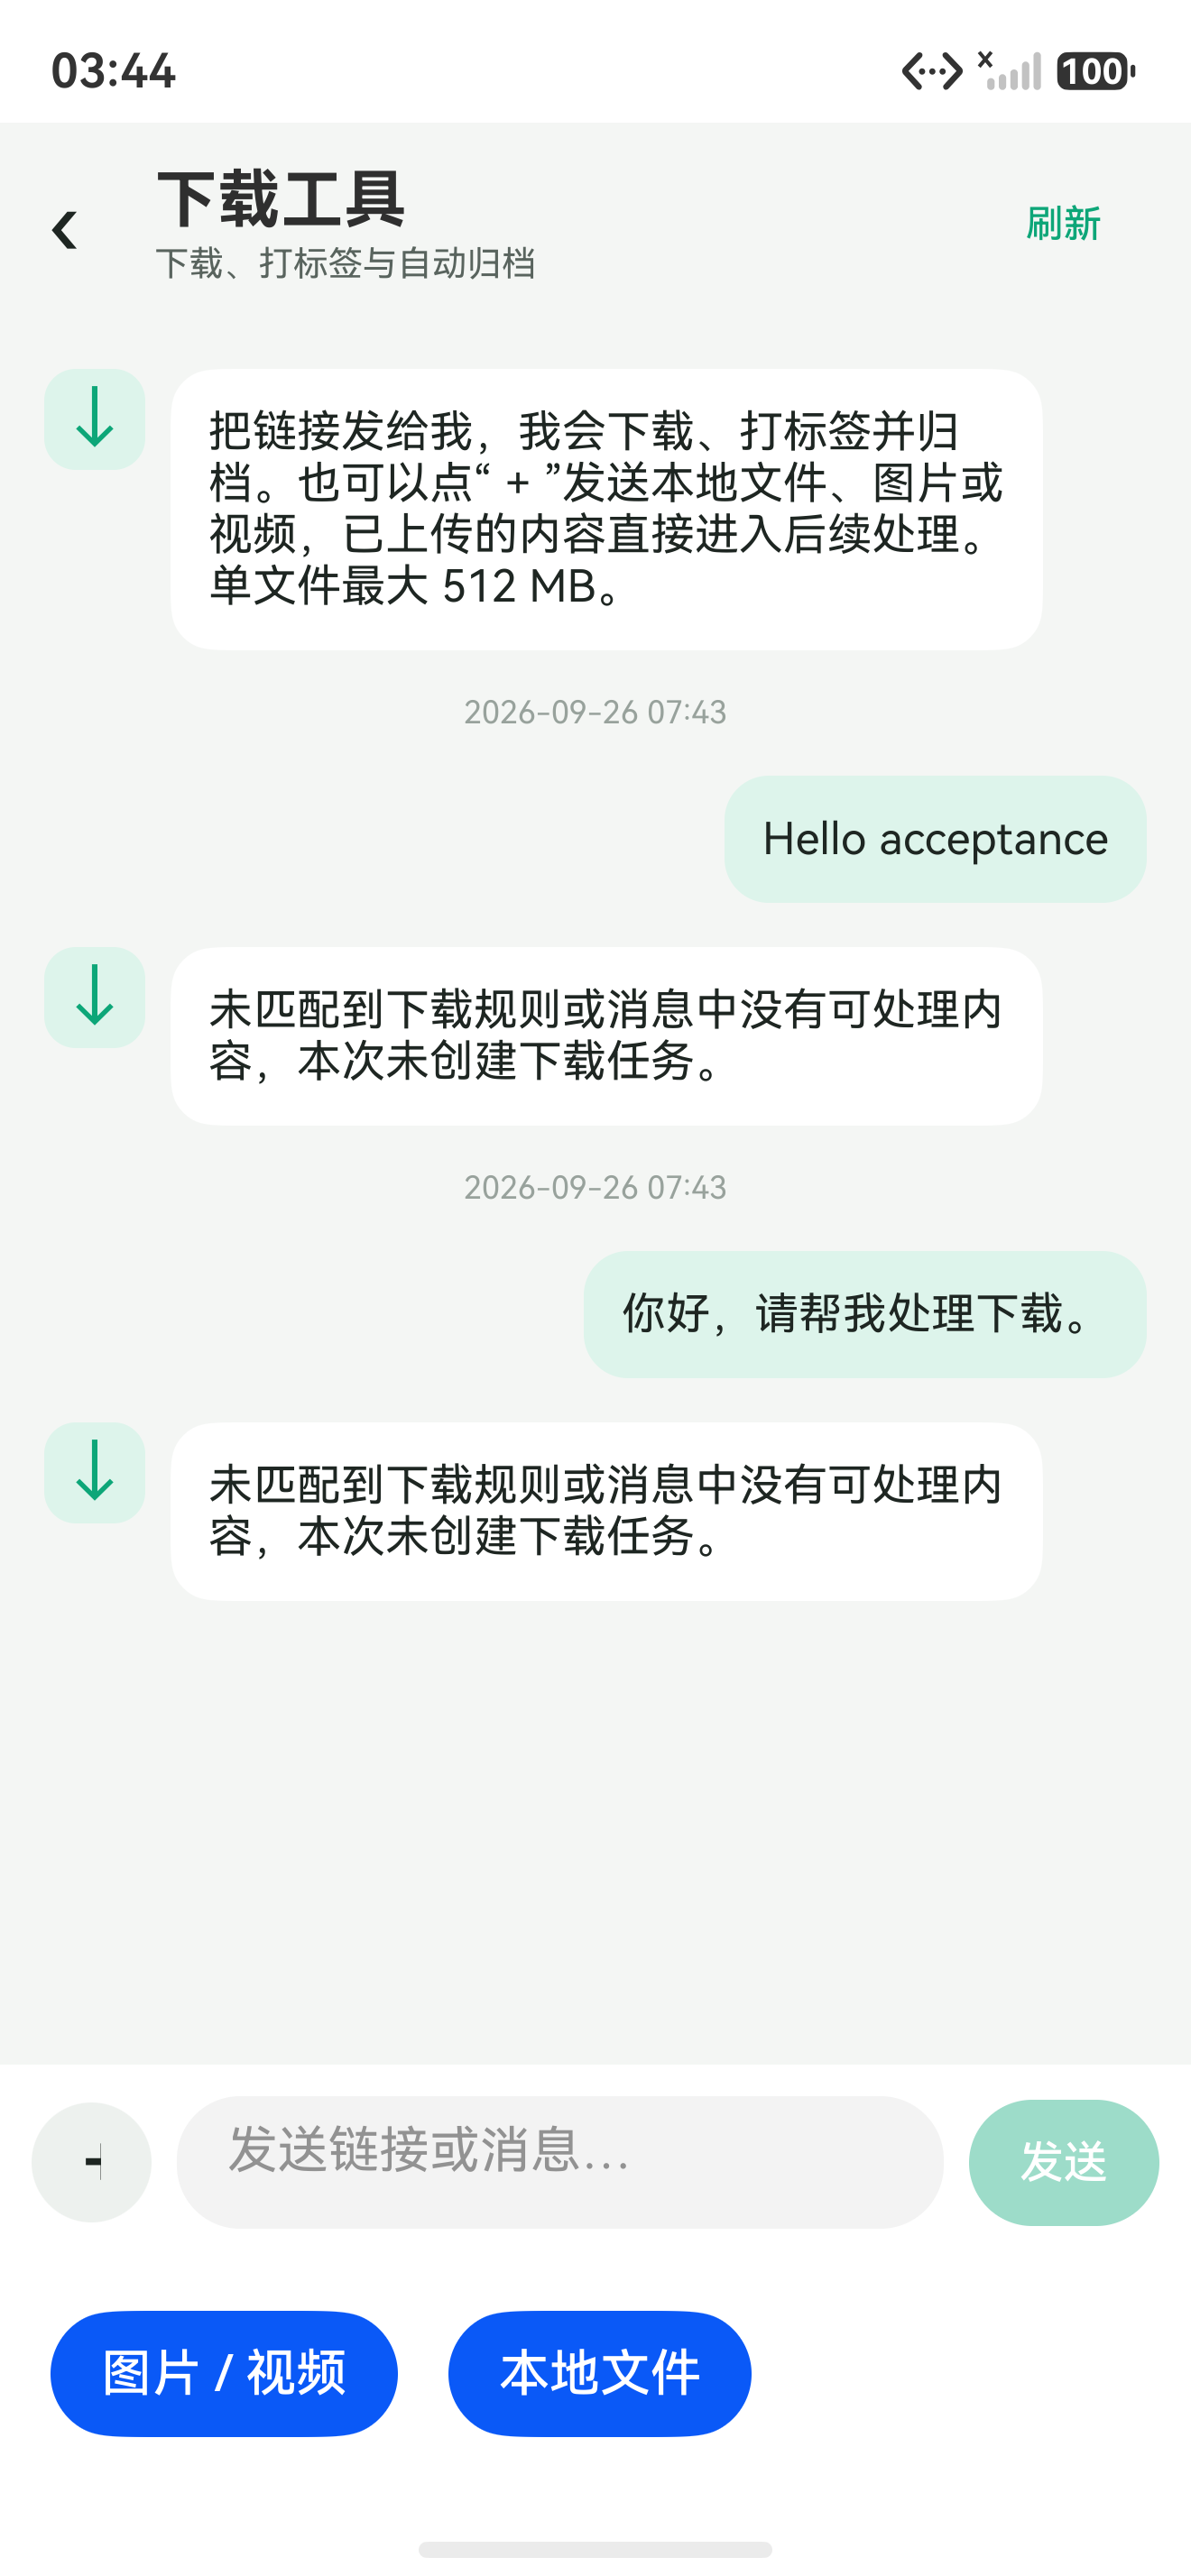 03:44
100
下载工具
刷新
下载、打标签与自动归档
把链接发给我，我会下载、打标签并归
档。也可以点“ + ”发送本地文件、图片或
视频，已上传的内容直接进入后续处理。
单文件最大 512 MB。
2026-09-26 07:43
Hello acceptance
未匹配到下载规则或消息中没有可处理内
容，本次未创建下载任务。
2026-09-26 07:43
你好，请帮我处理下载。
未匹配到下载规则或消息中没有可处理内
容，本次未创建下载任务。
发送链接或消息...
发送
图片 / 视频
本地文件